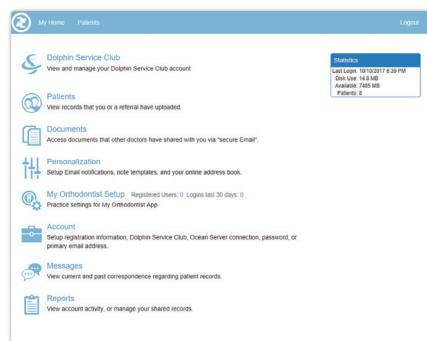 My Home Patients Logout
Dolphin Service Club
View and manage your Dolphin Service Club account
Statistics
Last Login: 10/10/2017 6:39 PM
Disk Use: 14.8 MB
Available: 7485 MB
Patients: 8
Patients
View records that you or a referral have uploaded.
Documents
Access documents that other doctors have shared with you via "secure Email".
Personalization
Setup Email notifications, note templates, and your online address book.
My Orthodontist Setup Registered Users: 0 Logins last 30 days: 0
Practice settings for My Orthodontist App.
Account
Setup registration information, Dolphin Service Club, Ocean Server connection, password, or
primary email address.
Messages
View current and past correspondence regarding patient records.
Reports
View account activity, or manage your shared records.